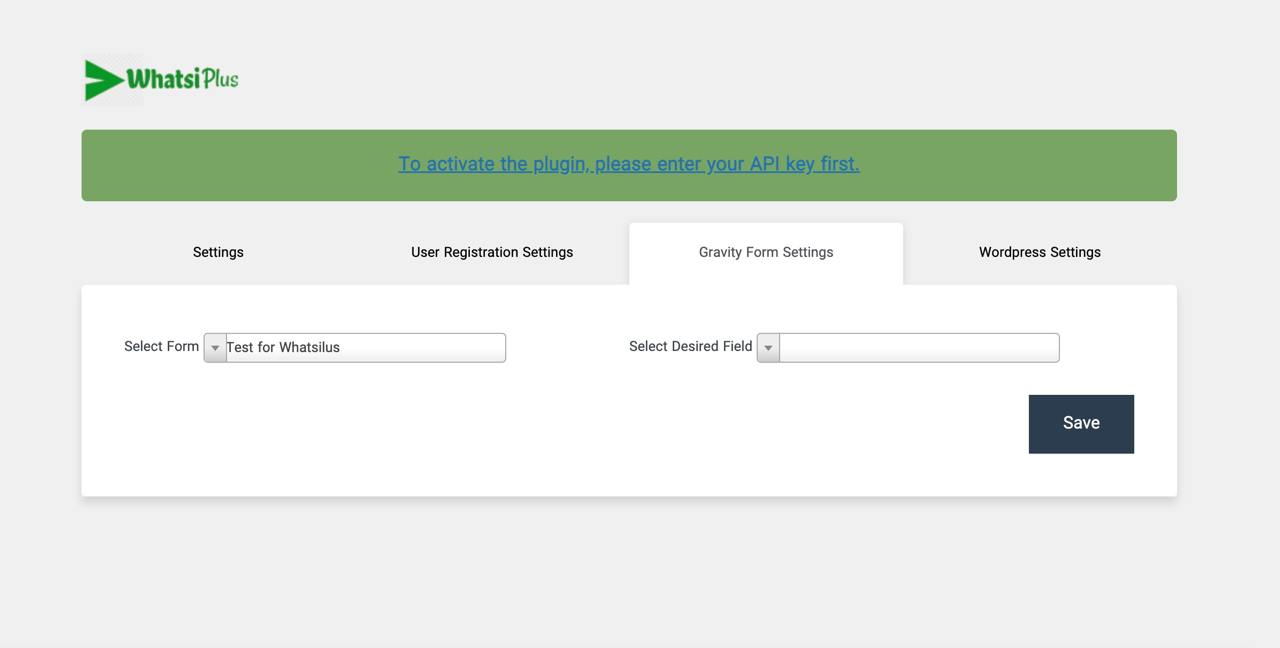 WhatsiPlus
To activate the plugin, please enter your API key first.
Settings User Registration Settings Gravity Form Settings Wordpress Settings
Select Form Test for Whatsilus Select Desired Field
Save